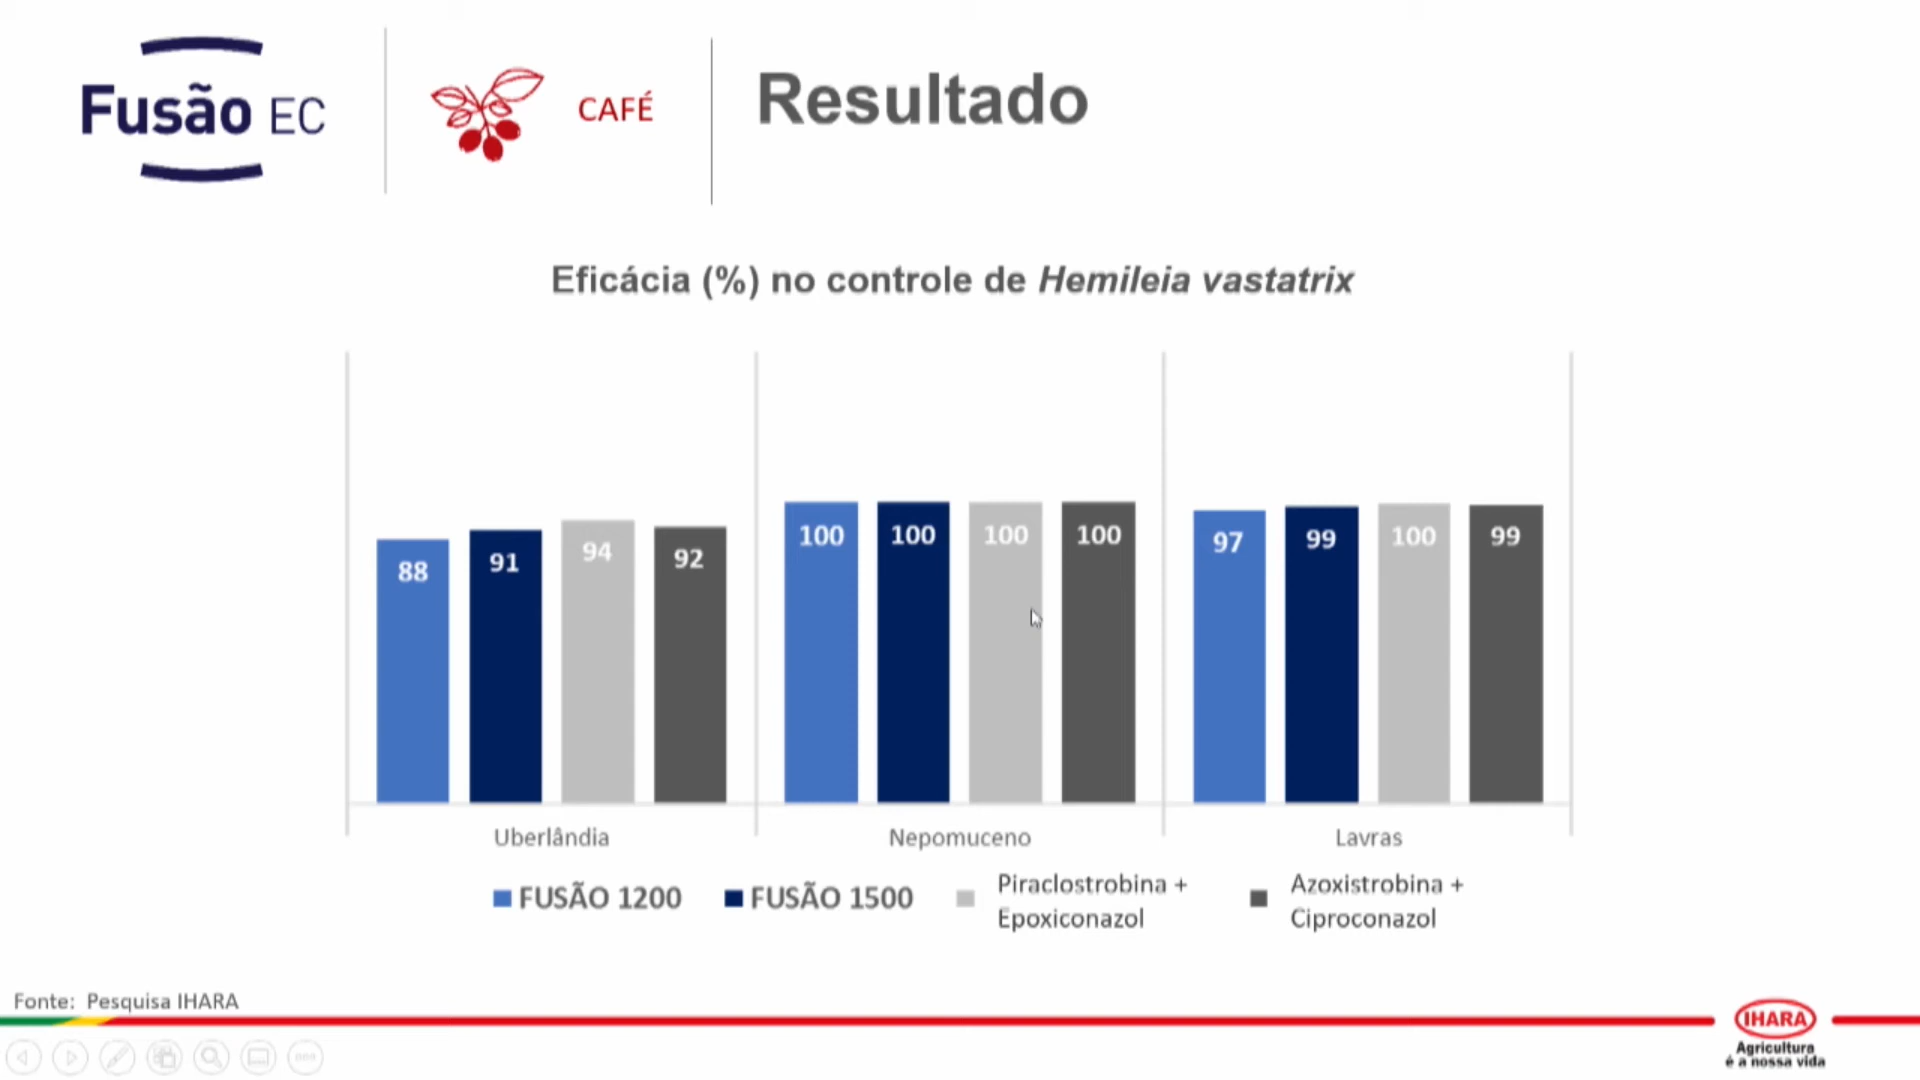 Fusão EC
CAFÉ
Resultado
Eficácia (%) no controle de Hemileia vastatrix
88
91
94
92
100
100
100
100
97
99
100
99
Uberlândia
Nepomuceno
Lavras
FUSÃO 1200
FUSÃO 1500
Piraclostrobina +
Epoxiconazol
Azoxistrobina +
Ciproconazol
Fonte: Pesquisa IHARA
IHARA
Agricultura
é a nossa vida